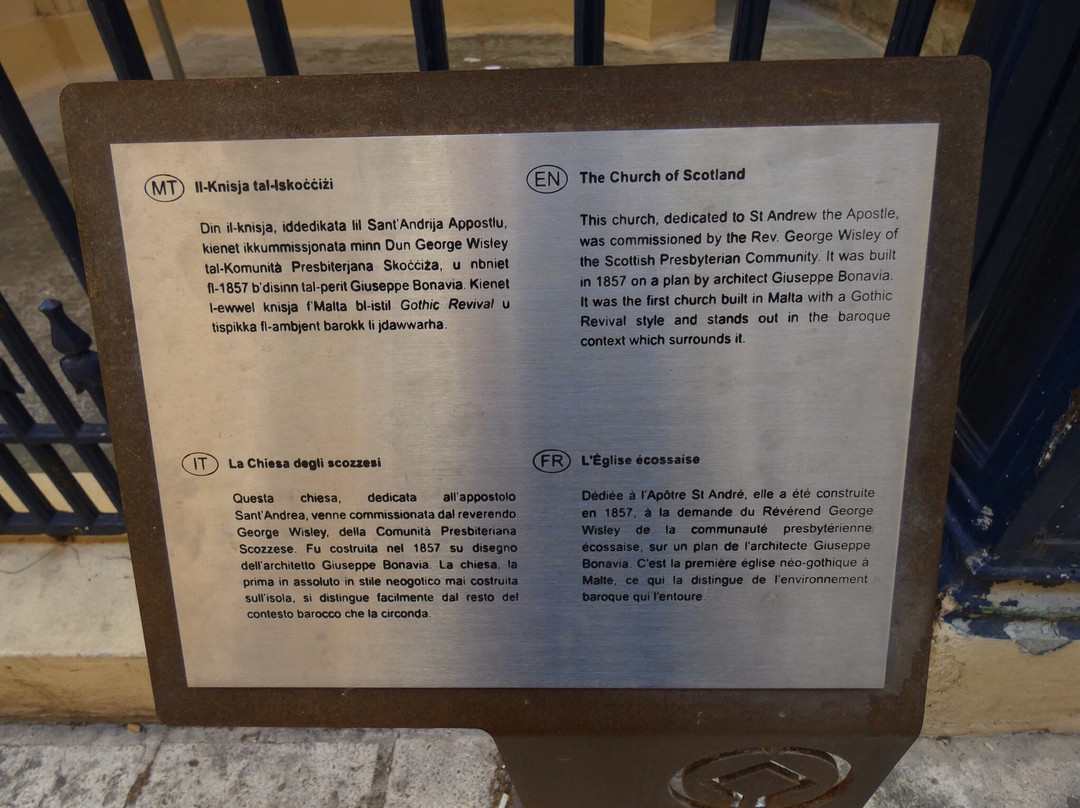 MT Il-Knisja tal-Iskoċċiżi
Din il-knisja, iddedikata lil Sant'Andrija Appostlu,
kienet ikkummissjonata minn Dun George Wisley
tal-Komunità Presbiterjana Skoċċiża, u nbniet
fl-1857 b'disinn tal-perit Giuseppe Bonavia. Kienet
l-ewwel knisja f'Malta bl-istil Gothic Revival u
tispikka fl-ambjent barokk li jdawwarha.
EN The Church of Scotland
This church, dedicated to St Andrew the Apostle,
was commissioned by the Rev. George Wisley of
the Scottish Presbyterian Community. It was built
in 1857 on a plan by architect Giuseppe Bonavia.
It was the first church built in Malta with a Gothic
Revival style and stands out in the baroque
context which surrounds it.
IT La Chiesa degli scozzesi
Questa chiesa, dedicata all'appostolo
Sant'Andrea, venne commissionata dal reverendo
George Wisley, della Comunità Presbiteriana
Scozzese. Fu costruita nel 1857 su disegno
dell'architetto Giuseppe Bonavia. La chiesa, la
prima in assoluto in stile neogotico mai costruita
sull'isola, si distingue facilmente dal resto del
contesto barocco che la circonda.
FR L'Église écossaise
Dédiée à l'Apôtre St André, elle a été construite
en 1857, à la demande du Révérend George
Wisley de la communauté presbytérienne
écossaise, sur un plan de l'architecte Giuseppe
Bonavia. C'est la première église néo-gothique à
Malte, ce qui la distingue de l'environnement
baroque qui l'entoure.